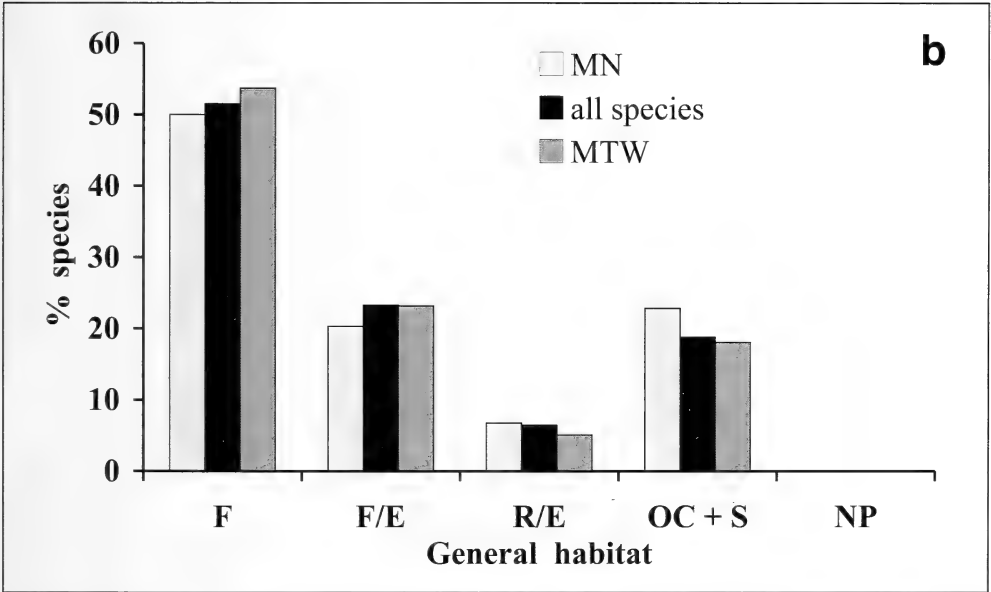 b
60
50
40
30
20
10
0
% species
MN
all species
MTW
F F/E R/E OC + S NP
General habitat